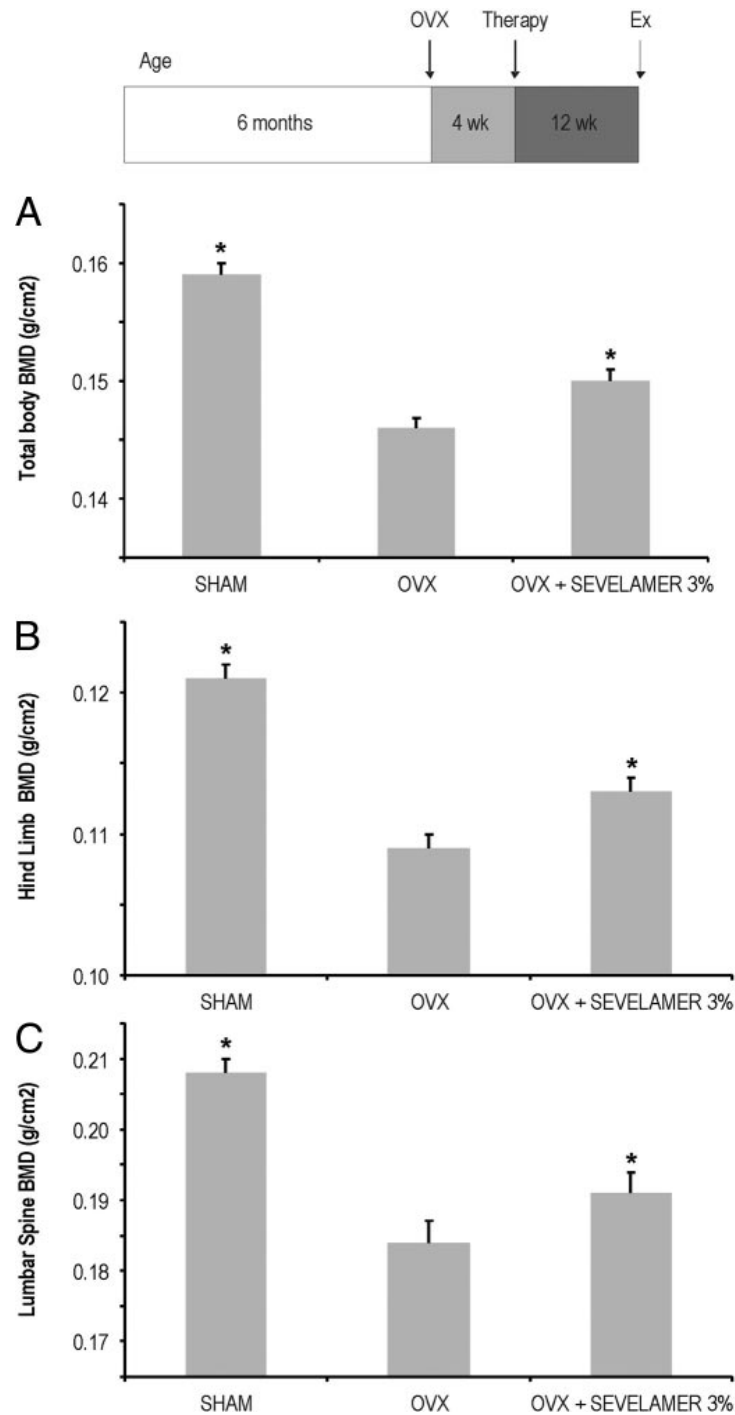 OVX Therapy Ex
Age
6 months 4 wk 12 wk
A
Total body BMD (g/cm2)
0.16
0.15
0.14
*
*
SHAM OVX OVX + SEVELAMER 3%
B
Hind Limb BMD (g/cm2)
0.12
0.11
0.10
*
*
SHAM OVX OVX + SEVELAMER 3%
C
Lumbar Spine BMD (g/cm2)
0.21
0.20
0.19
0.18
0.17
*
*
SHAM OVX OVX + SEVELAMER 3%